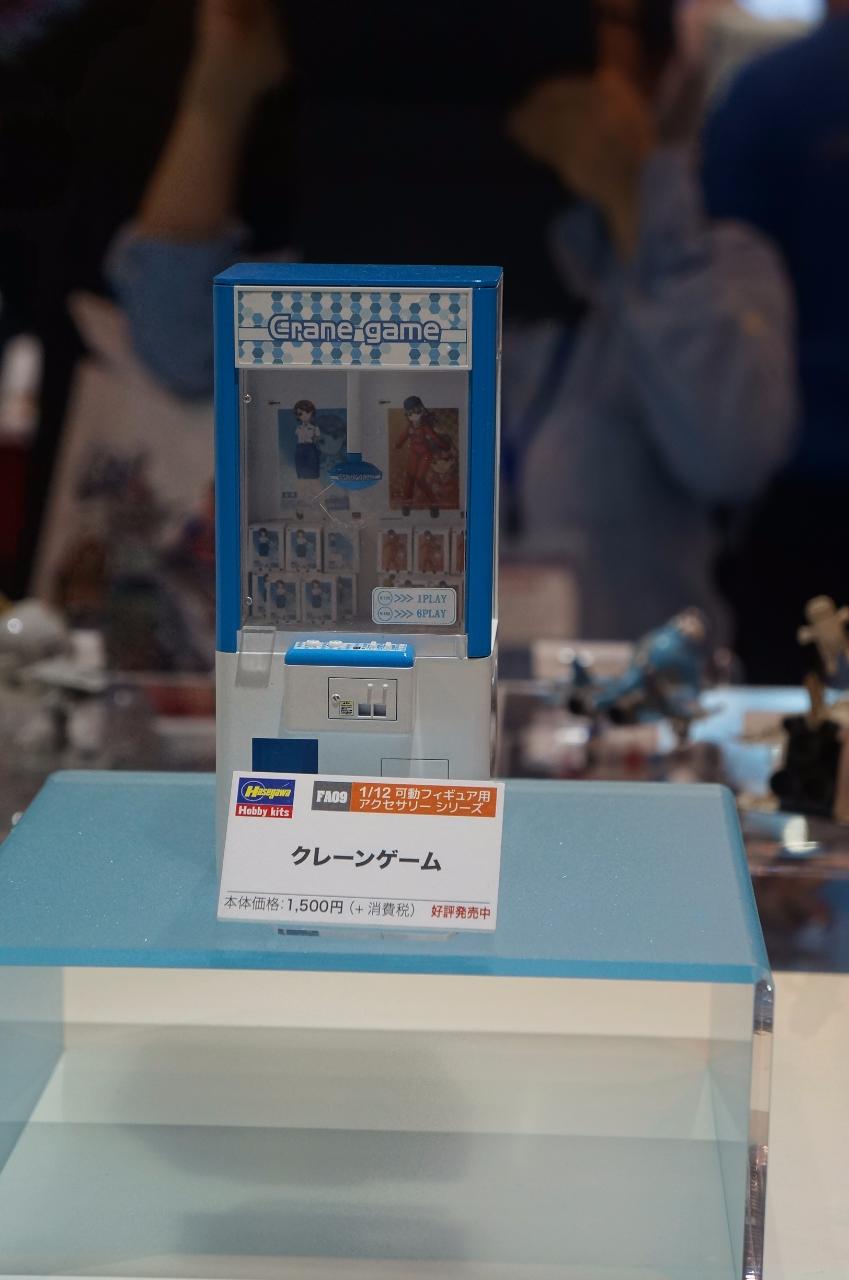 Crane game
>>> 1PLAY
>>> 6PLAY
Hasegawa
Hobby kits
FA09
1/12 可動フィギュア用
アクセサリー シリーズ
クレーンゲーム
本体価格:1,500円 (+ 消費税) 好評発売中